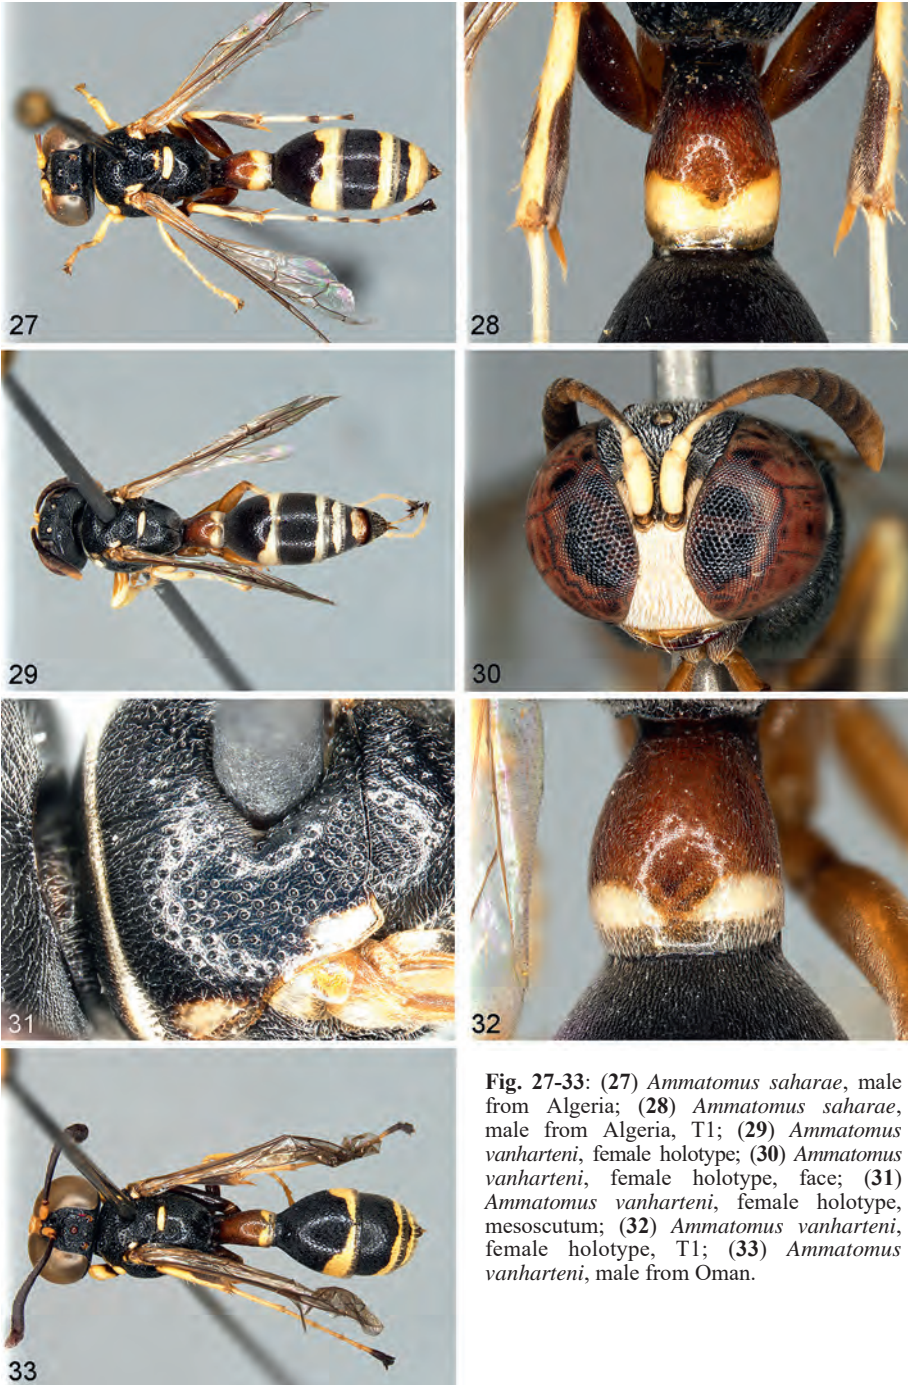 27
28
29
30
31
32
33
Fig. 27-33: (27) Ammatomus saharae, male
from Algeria; (28) Ammatomus saharae,
male from Algeria, T1; (29) Ammatomus
vanharteni, female holotype; (30) Ammatomus
vanharteni, female holotype, face; (31)
Ammatomus vanharteni, female holotype,
mesoscutum; (32) Ammatomus vanharteni,
female holotype, T1; (33) Ammatomus
vanharteni, male from Oman.